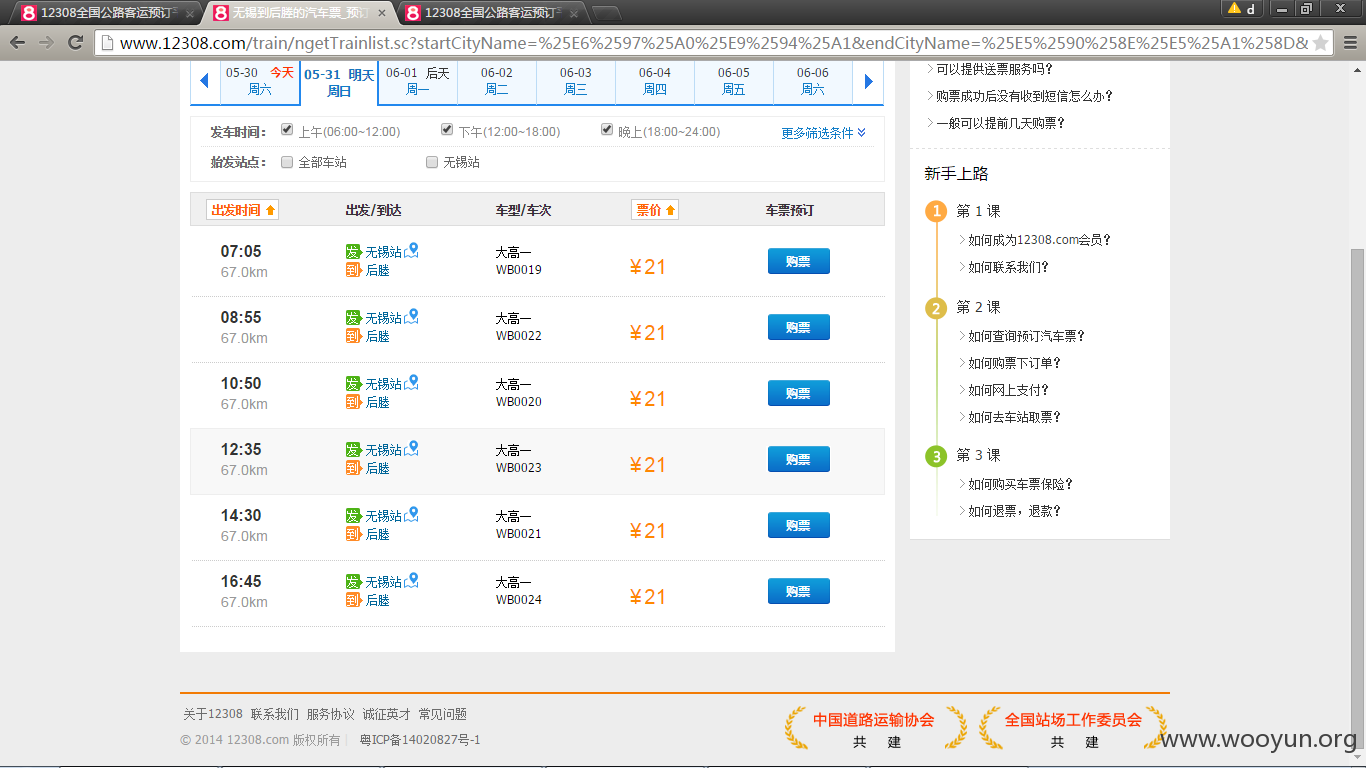 12308全国公路客运预订
无锡到后塍的汽车票_预订
12308全国公路客运预订
d
www.12308.com/train/ngetTrainlist.sc?startCityName=%25E6%2597%25A0%25E9%2594%25A1&endCityName=%25E5%2590%258E%25E5%25A1%258D&
05-30 今天
周六
05-31 明天
周日
06-01 后天
周一
06-02
周二
06-03
周三
06-04
周四
06-05
周五
06-06
周六
发车时间: 上午(06:00~12:00) 下午(12:00~18:00) 晚上(18:00~24:00) 更多筛选条件
始发站点: 全部车站 无锡站
出发时间 出发/到达 车型/车次 票价 车票预订
07:05 发 无锡站 大高一 ¥21 购票
67.0km 到 后塍 WB0019
08:55 发 无锡站 大高一 ¥21 购票
67.0km 到 后塍 WB0022
10:50 发 无锡站 大高一 ¥21 购票
67.0km 到 后塍 WB0020
12:35 发 无锡站 大高一 ¥21 购票
67.0km 到 后塍 WB0023
14:30 发 无锡站 大高一 ¥21 购票
67.0km 到 后塍 WB0021
16:45 发 无锡站 大高一 ¥21 购票
67.0km 到 后塍 WB0024
可以提供送票服务吗?
购票成功后没有收到短信怎么办?
一般可以提前几天购票?
新手上路
1 第 1 课
如何成为12308.com会员?
如何联系我们?
2 第 2 课
如何查询预订汽车票?
如何购票下订单?
如何网上支付?
如何去车站取票?
3 第 3 课
如何购买车票保险?
如何退票，退款?
关于12308 联系我们 服务协议 诚征英才 常见问题
© 2014 12308.com 版权所有 | 粤ICP备14020827号-1
中国道路运输协会
共 建
全国站场工作委员会
共 建
www.wooyun.org